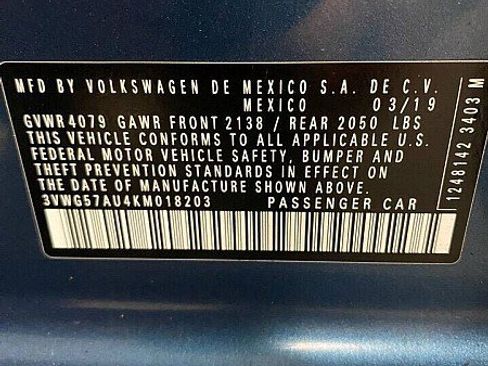 MFD BY VOLKSWAGEN DE MEXICO S.A. DE C.V.
MEXICO 03/19
GVWR 4079 GAWR FRONT 2138 / REAR 2050 LBS
THIS VEHICLE CONFORMS TO ALL APPLICABLE U.S.
FEDERAL MOTOR VEHICLE SAFETY, BUMPER AND
THEFT PREVENTION STANDARDS IN EFFECT ON
THE DATE OF MANUFACTURE SHOWN ABOVE.
3VWG57AU4KM018203 PASSENGER CAR
1248142 3403 M